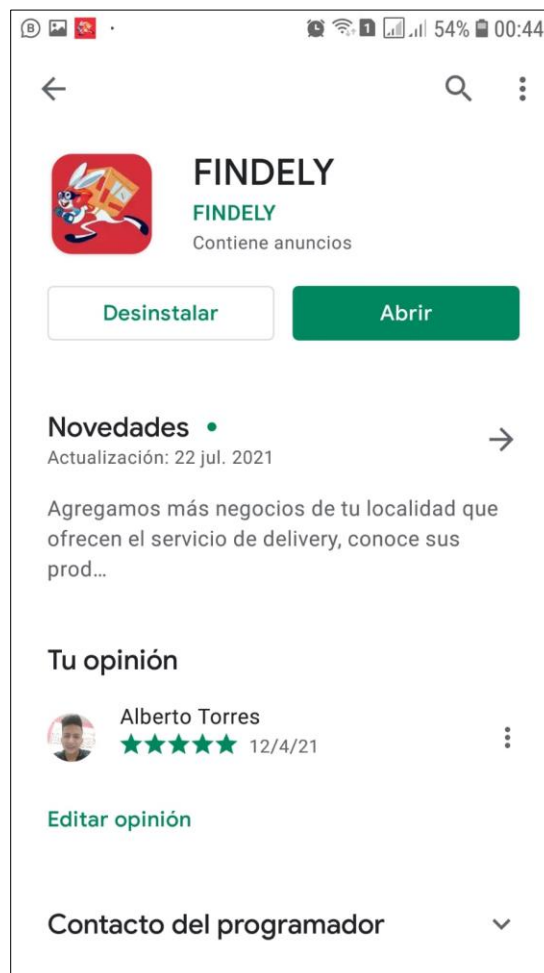 54% 00:44
FINDELY
FINDELY
Contiene anuncios
Desinstalar
Abrir
Novedades
Actualización: 22 jul. 2021
Agregamos más negocios de tu localidad que
ofrecen el servicio de delivery, conoce sus
prod...
Tu opinión
Alberto Torres
12/4/21
Editar opinión
Contacto del programador